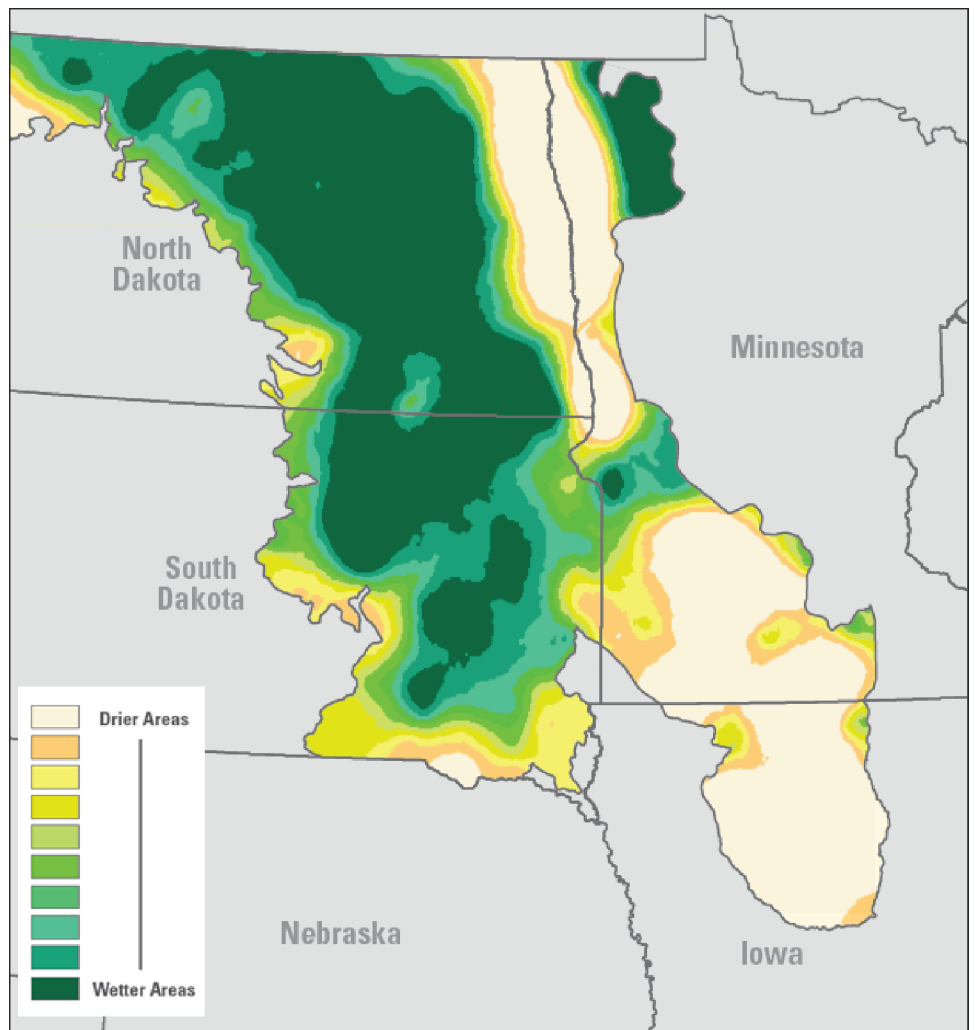 North
Dakota
Minnesota
South
Dakota
Drier Areas
Wetter Areas
Nebraska
Iowa